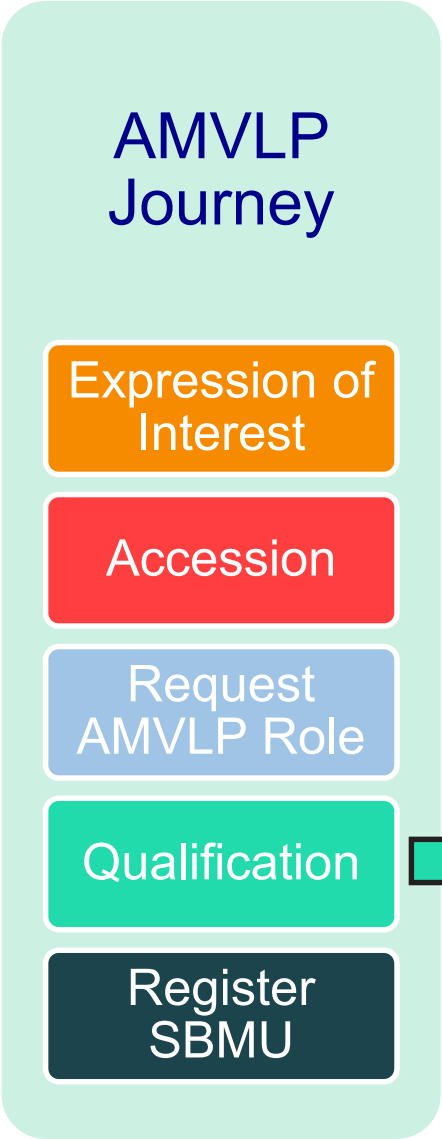 AMVLP
Journey
Expression of
Interest
Accession
Request
AMVLP Role
Qualification
Register
SBMU